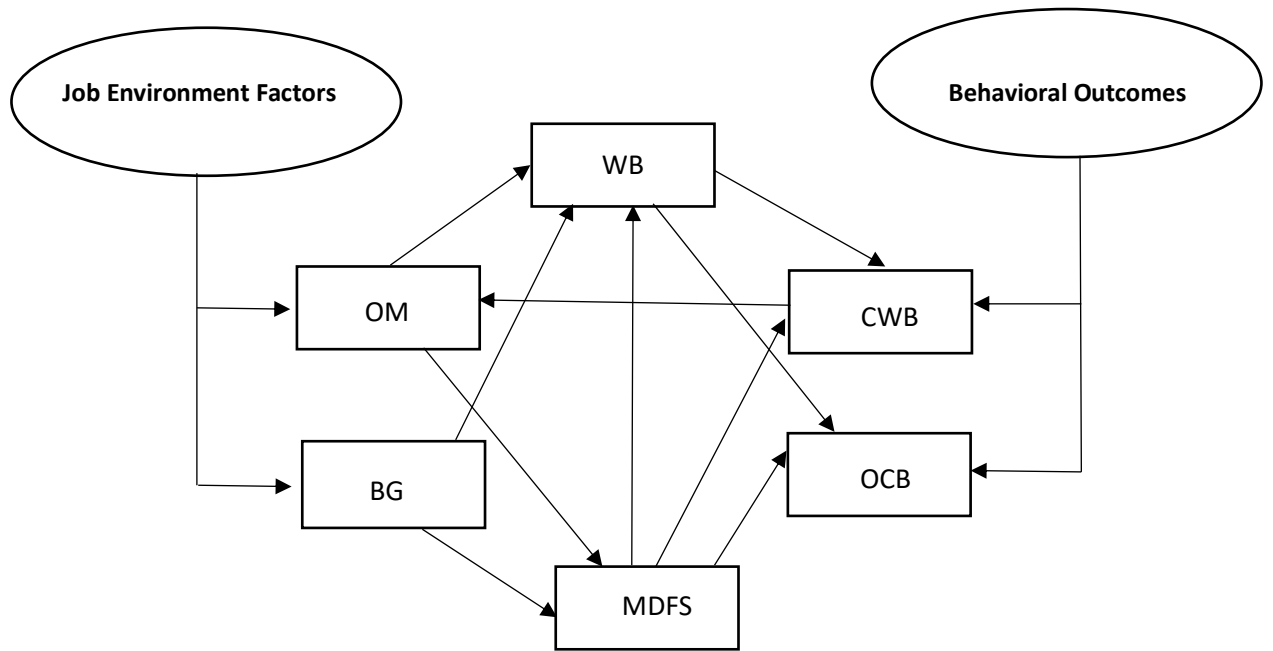 Job Environment Factors
Behavioral Outcomes
WB
OM
CWB
BG
OCB
MDFS